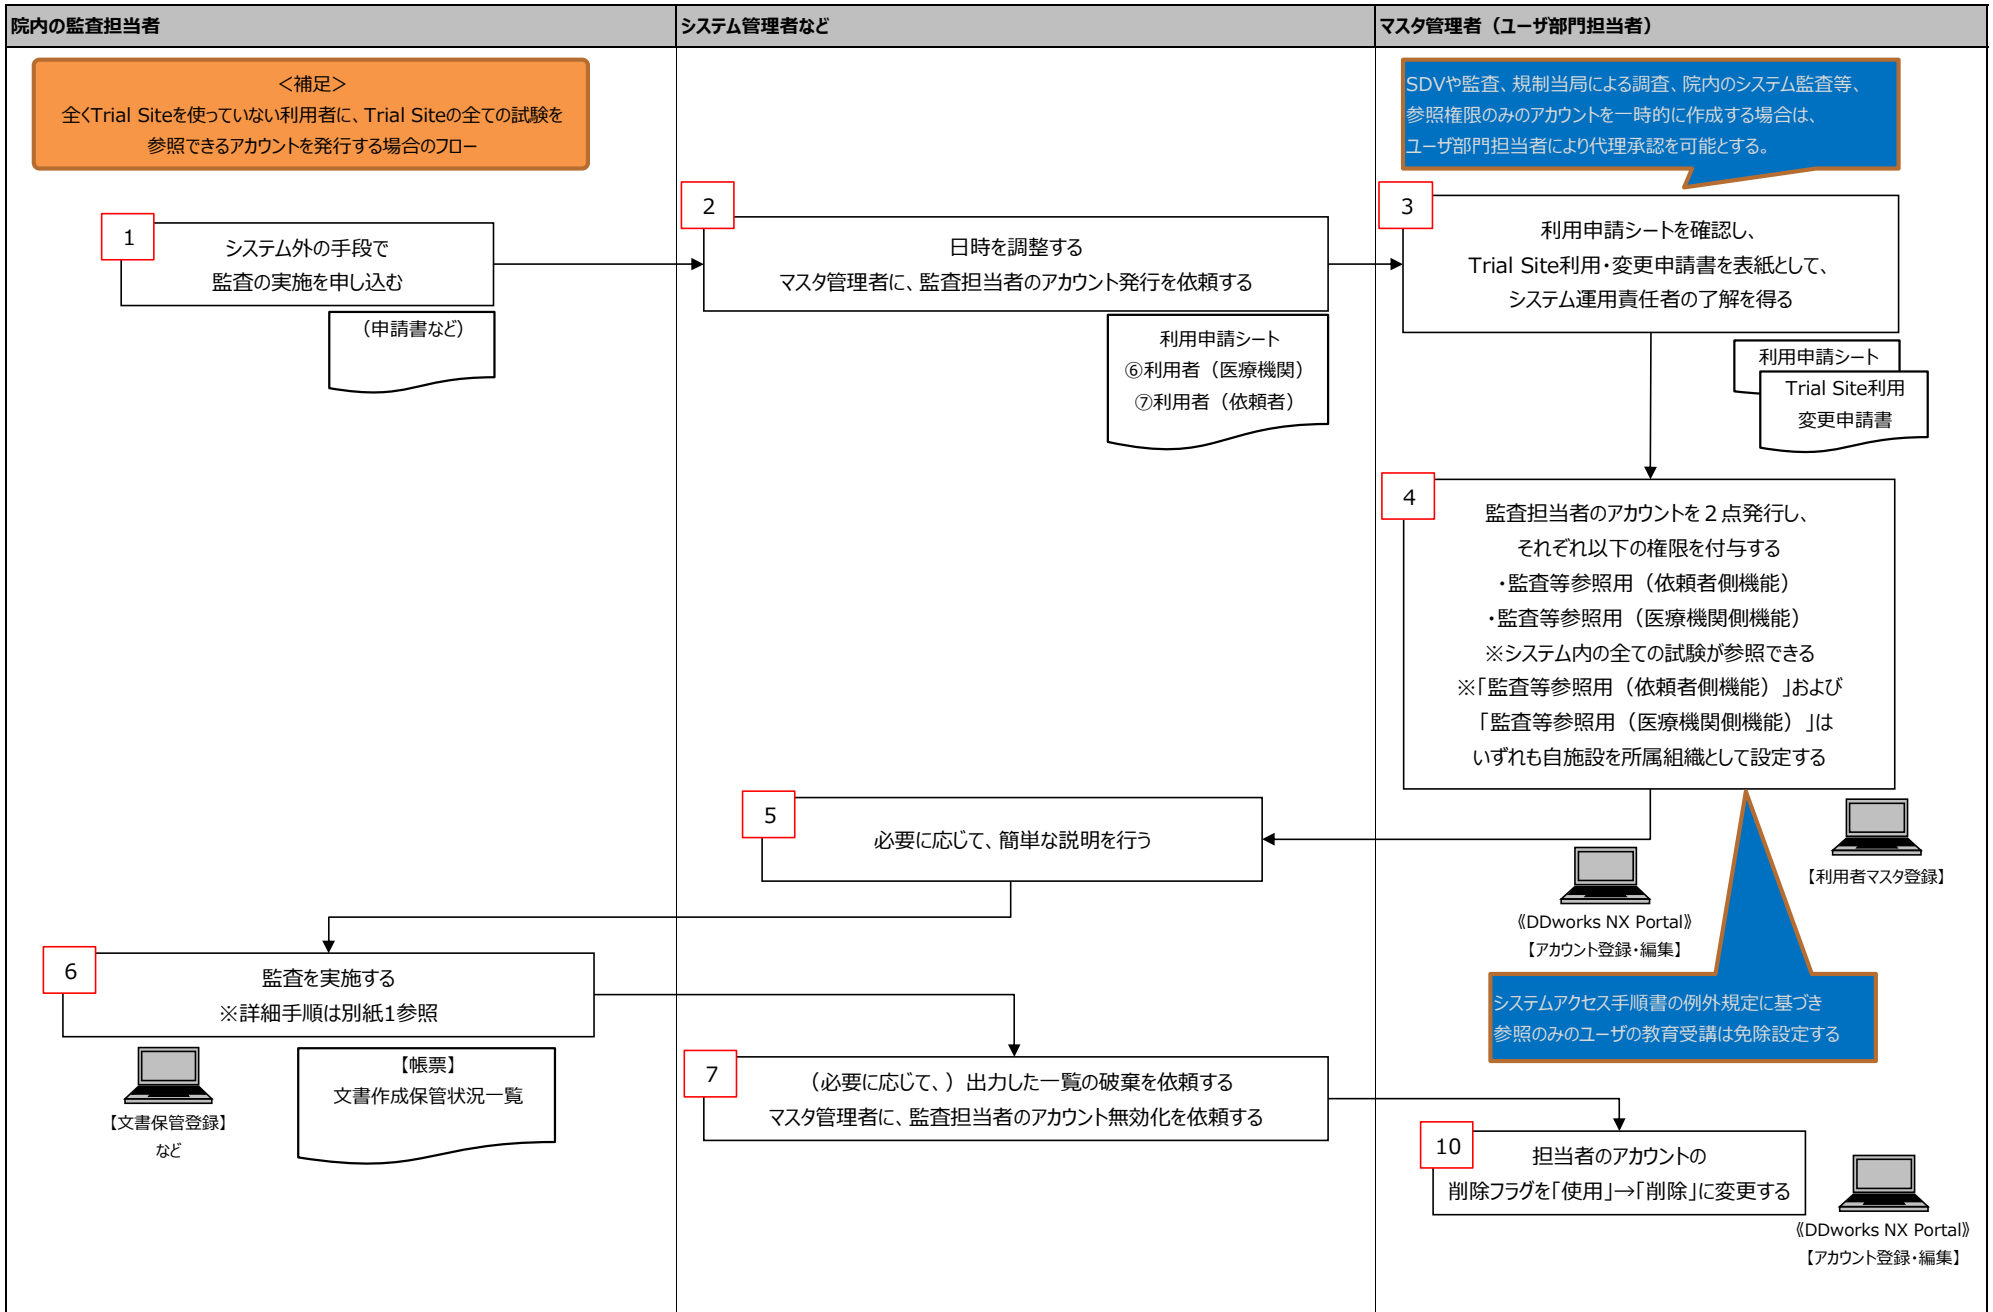 院内の監査担当者
システム管理者など
マスタ管理者（ユーザ部門担当者）
＜補足＞
全くTrial Siteを使っていない利用者に、Trial Siteの全ての試験を
参照できるアカウントを発行する場合のフロー
SDVや監査、規制当局による調査、院内のシステム監査等、
参照権限のみのアカウントを一時的に作成する場合は、
ユーザ部門担当者により代理承認を可能とする。
1
システム外の手段で
監査の実施を申し込む
（申請書など）
2
日時を調整する
マスタ管理者に、監査担当者のアカウント発行を依頼する
利用申請シート
⑥利用者（医療機関）
⑦利用者（依頼者）
3
利用申請シートを確認し、
Trial Site利用・変更申請書を表紙として、
システム運用責任者の了解を得る
利用申請シート
Trial Site利用
変更申請書
4
監査担当者のアカウントを２点発行し、
それぞれ以下の権限を付与する
・監査等参照用（依頼者側機能）
・監査等参照用（医療機関側機能）
※システム内の全ての試験が参照できる
※「監査等参照用（依頼者側機能）」および
「監査等参照用（医療機関側機能）」は
いずれも自施設を所属組織として設定する
【利用者マスタ登録】
《DDworks NX Portal》
【アカウント登録・編集】
システムアクセス手順書の例外規定に基づき
参照のみのユーザの教育受講は免除設定する
5
必要に応じて、簡単な説明を行う
6
監査を実施する
※詳細手順は別紙1参照
【文書保管登録】
など
【帳票】
文書作成保管状況一覧
7
（必要に応じて、）出力した一覧の破棄を依頼する
マスタ管理者に、監査担当者のアカウント無効化を依頼する
10
担当者のアカウントの
削除フラグを「使用」→「削除」に変更する
《DDworks NX Portal》
【アカウント登録・編集】